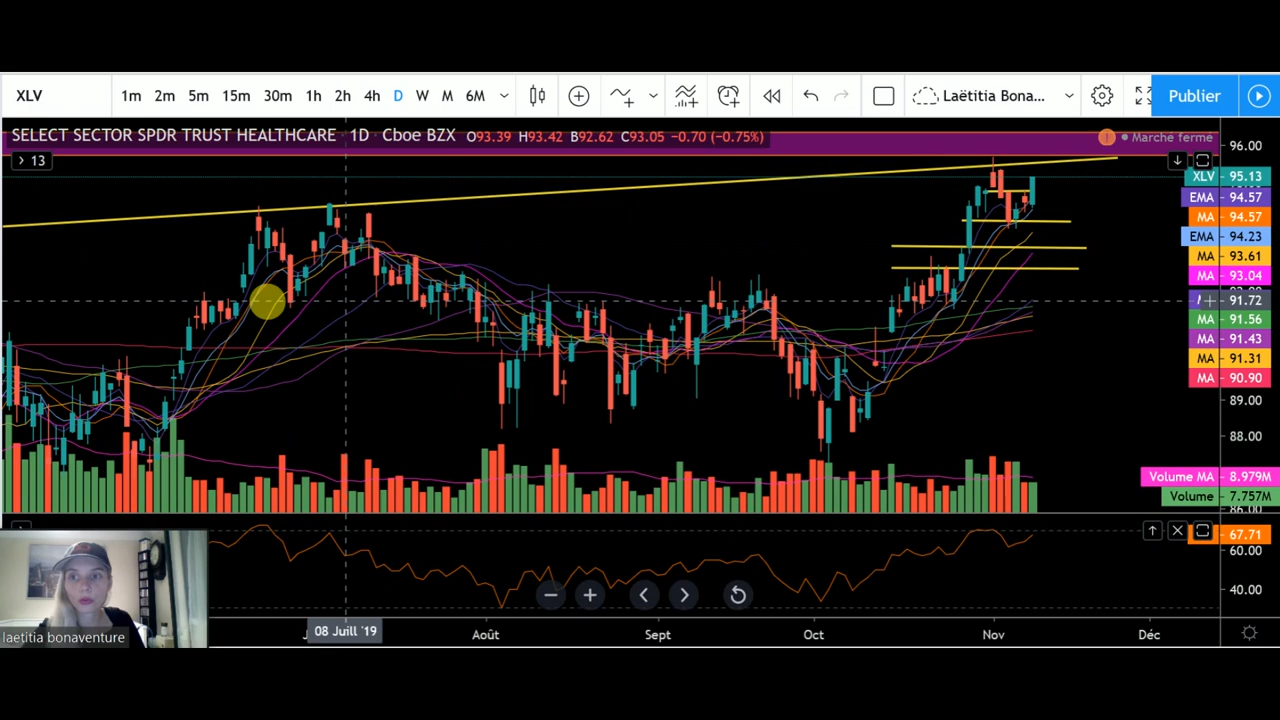 XLV 1m 2m 5m 15m 30m 1h 2h 4h D W M 6M Laëtitia Bona... Publier
SELECT SECTOR SPDR TRUST HEALTHCARE · 1D · Cboe BZX O93.39 H93.42 B92.62 C93.05 −0.70 (−0.75%)
Marché fermé
96.00
13
XLV 95.13
EMA 94.57
MA 94.57
EMA 94.23
MA 93.61
MA 93.04
91.72
MA 91.56
MA 91.43
MA 91.31
MA 90.90
89.00
88.00
Volume MA 8.979M
Volume 7.757M
86.00
67.71
60.00
40.00
laetitia bonaventure
08 Juill '19 Août Sept Oct Nov Déc